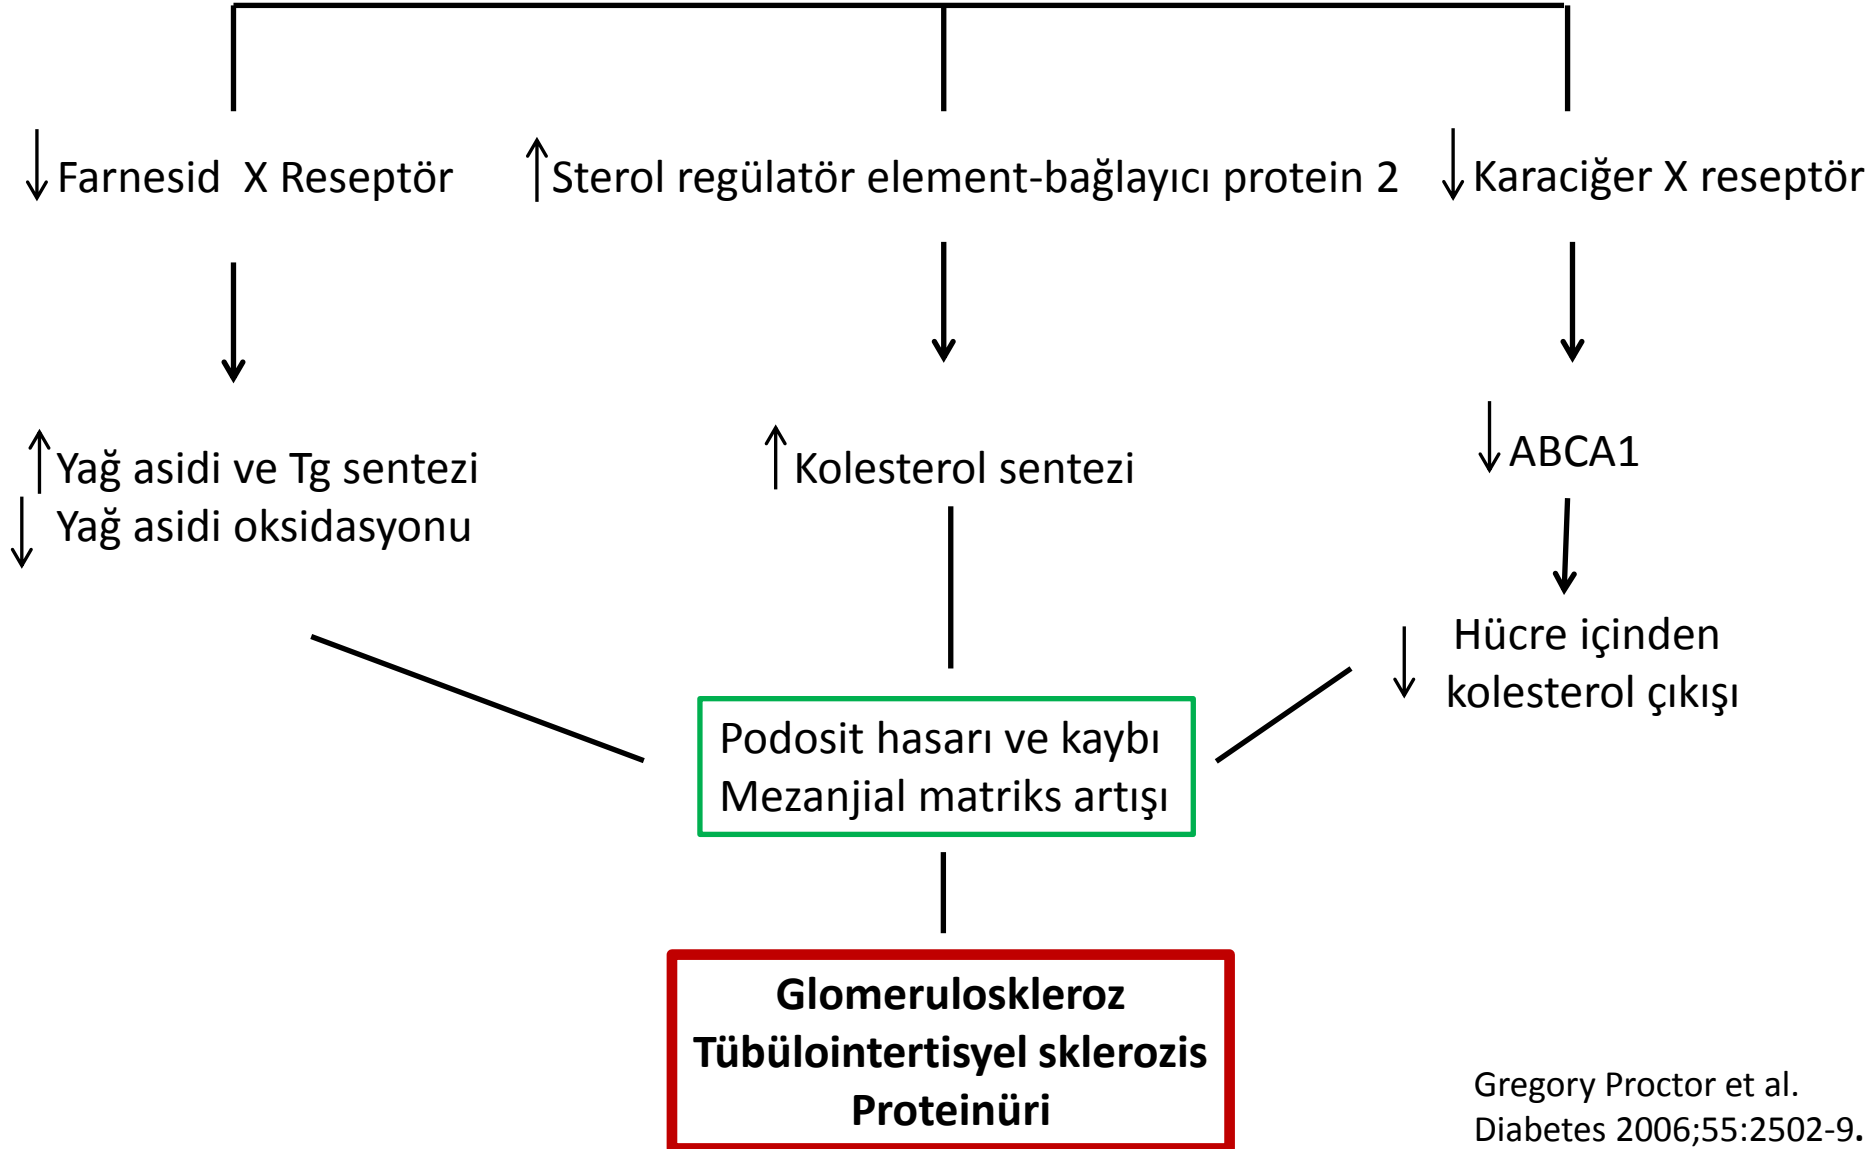 Farnesid X Reseptör
Sterol regülatör element-bağlayıcı protein 2
Karaciğer X reseptör
Yağ asidi ve Tg sentezi
Yağ asidi oksidasyonu
Kolesterol sentezi
ABCA1
Hücre içinden
kolesterol çıkışı
Podosit hasarı ve kaybı
Mezanjial matriks artışı
Glomeruloskleroz
Tübülointertisyel sklerozis
Proteinüri
Gregory Proctor et al.
Diabetes 2006;55:2502-9.